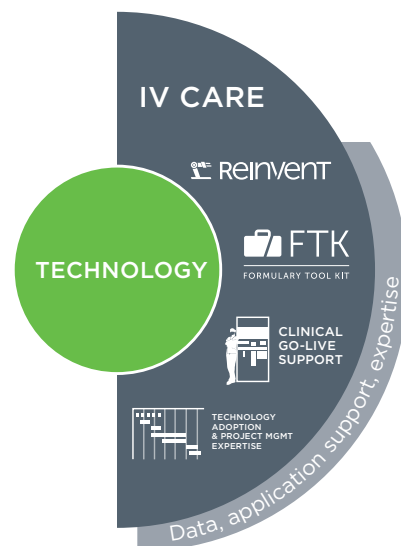 IV CARE
REINVENT
TECHNOLOGY
FTK
FORMULARY TOOL KIT
CLINICAL
GO-LIVE
SUPPORT
TECHNOLOGY
ADOPTION
& PROJECT MGMT
EXPERTISE
Data, application support, expertise